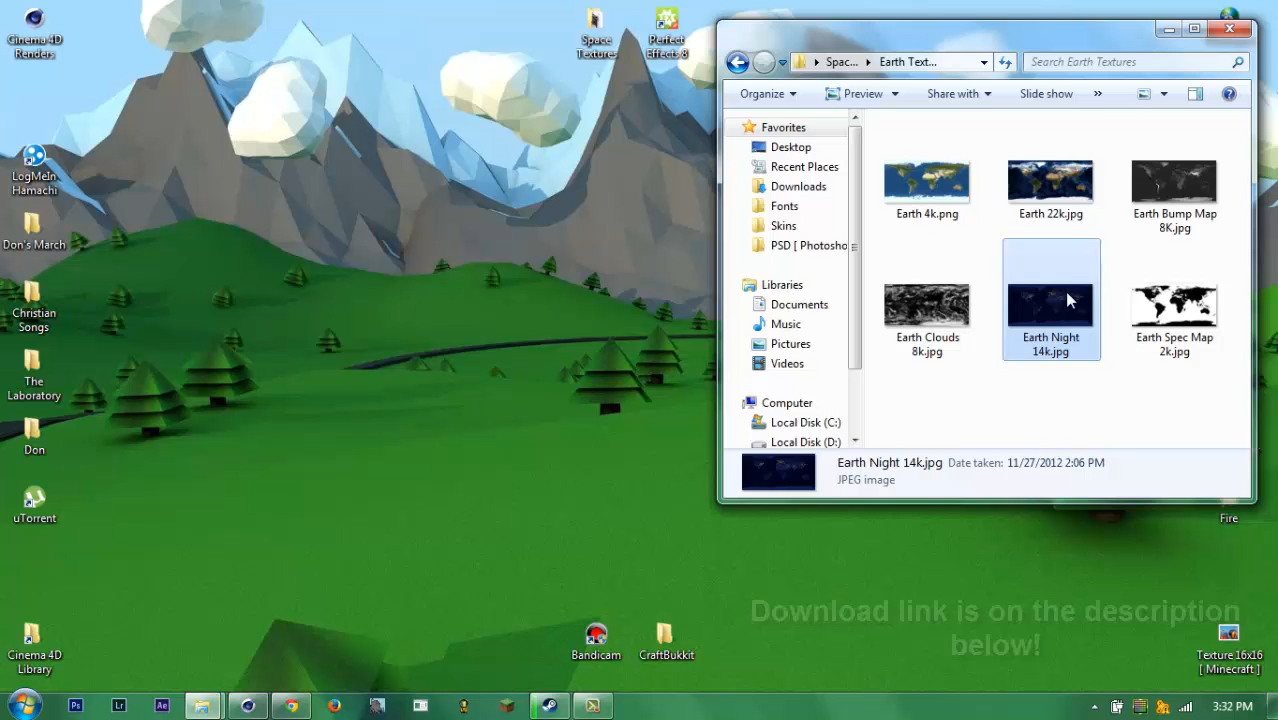 Cinema 4D
Renders
Space
Textures
Perfect
Effects 8
LogMeIn
Hamachi
Don's March
Christian
Songs
The
Laboratory
Don
uTorrent
Cinema 4D
Library
Bandicam
CraftBukkit
Fire
Texture 16x16
[ Minecraft ]
Spac...
Earth Text...
Search Earth Textures
Organize
Preview
Share with
Slide show
»
Favorites
Desktop
Recent Places
Downloads
Fonts
Skins
PSD [ Photosho
Libraries
Documents
Music
Pictures
Videos
Computer
Local Disk (C:)
Local Disk (D:)
Earth 4k.png
Earth 22k.jpg
Earth Bump Map
8K.jpg
Earth Clouds
8k.jpg
Earth Night
14k.jpg
Earth Spec Map
2k.jpg
Earth Night 14k.jpg Date taken: 11/27/2012 2:06 PM
JPEG image
Download link is on the description
below!
Ps
Lr
Ae
3:32 PM